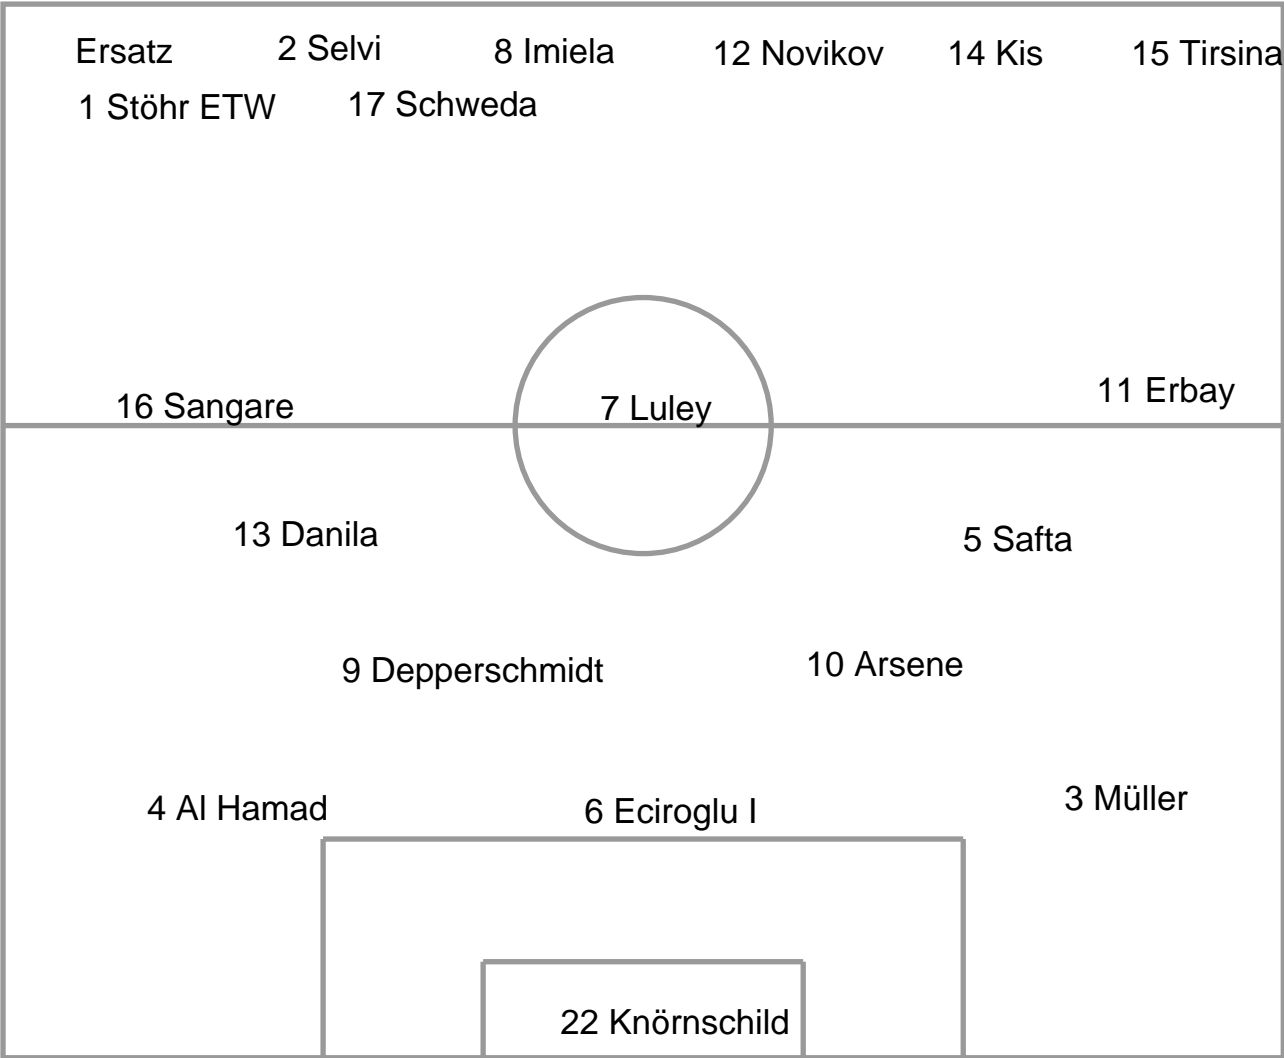 Ersatz 2 Selvi 8 Imiela 12 Novikov 14 Kis 15 Tirsina
1 Stöhr ETW 17 Schweda
16 Sangare 7 Luley 11 Erbay
13 Danila 5 Safta
9 Depperschmidt 10 Arsene
4 Al Hamad 6 Eciroglu I 3 Müller
22 Knörnschild